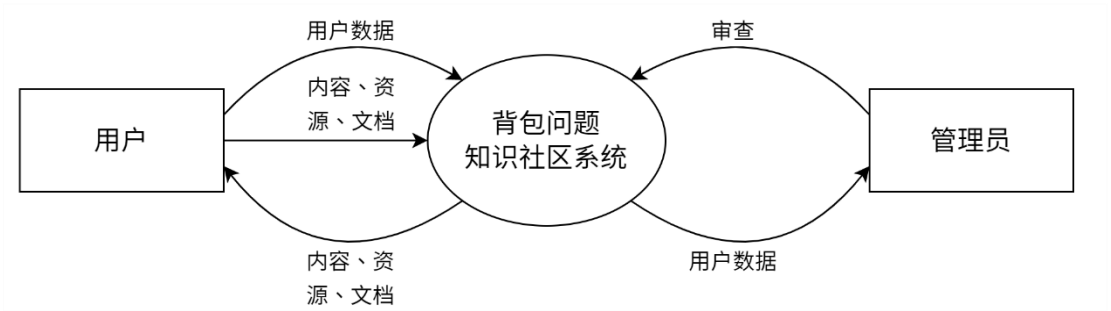 用户数据
审查
内容、资
源、文档
用户
背包问题
知识社区系统
管理员
内容、资
源、文档
用户数据